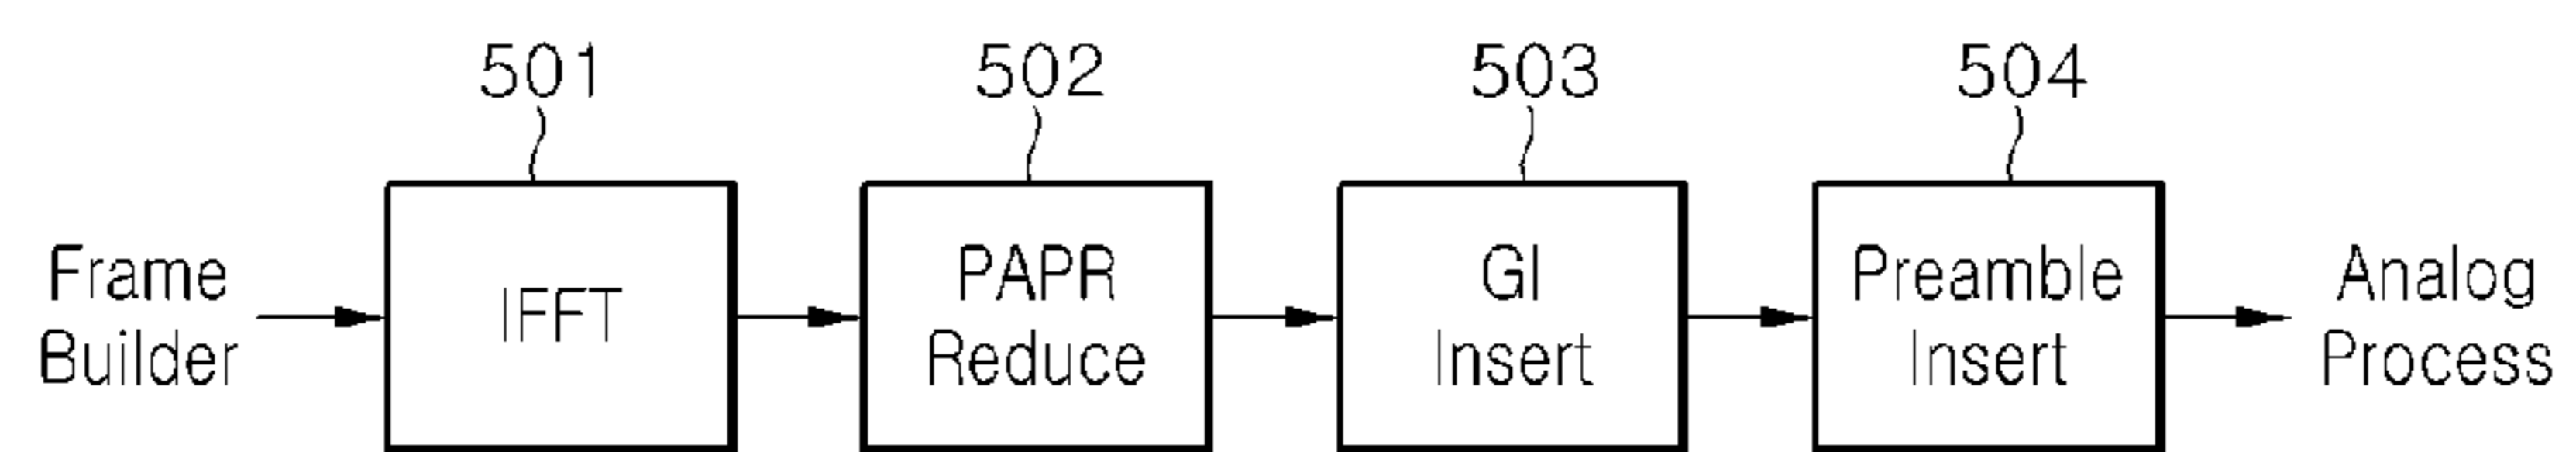 501
502
503
504
Frame
Builder
IFFT
PAPR
Reduce
GI
Insert
Preamble
Insert
Analog
Process